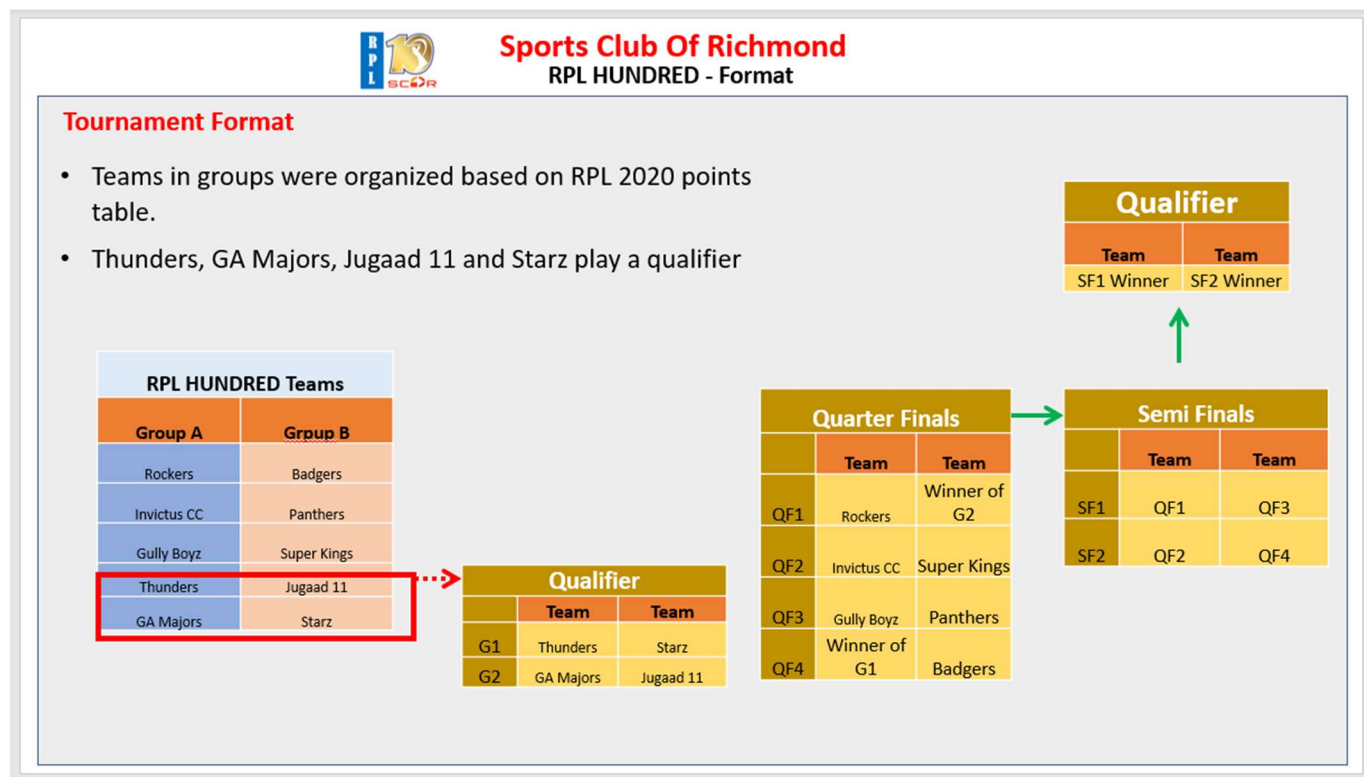 RPL
10
SCOR
Sports Club Of Richmond
RPL HUNDRED - Format
Tournament Format
• Teams in groups were organized based on RPL 2020 points
table.
• Thunders, GA Majors, Jugaad 11 and Starz play a qualifier
RPL HUNDRED Teams
Group A Grpup B
Rockers Badgers
Invictus CC Panthers
Gully Boyz Super Kings
Thunders Jugaad 11
GA Majors Starz
Qualifier
Team Team
G1 Thunders Starz
G2 GA Majors Jugaad 11
Quarter Finals
Team Team
QF1 Rockers Winner of
G2
QF2 Invictus CC Super Kings
QF3 Gully Boyz Panthers
QF4 Winner of
G1 Badgers
Semi Finals
Team Team
SF1 QF1 QF3
SF2 QF2 QF4
Qualifier
Team Team
SF1 Winner SF2 Winner